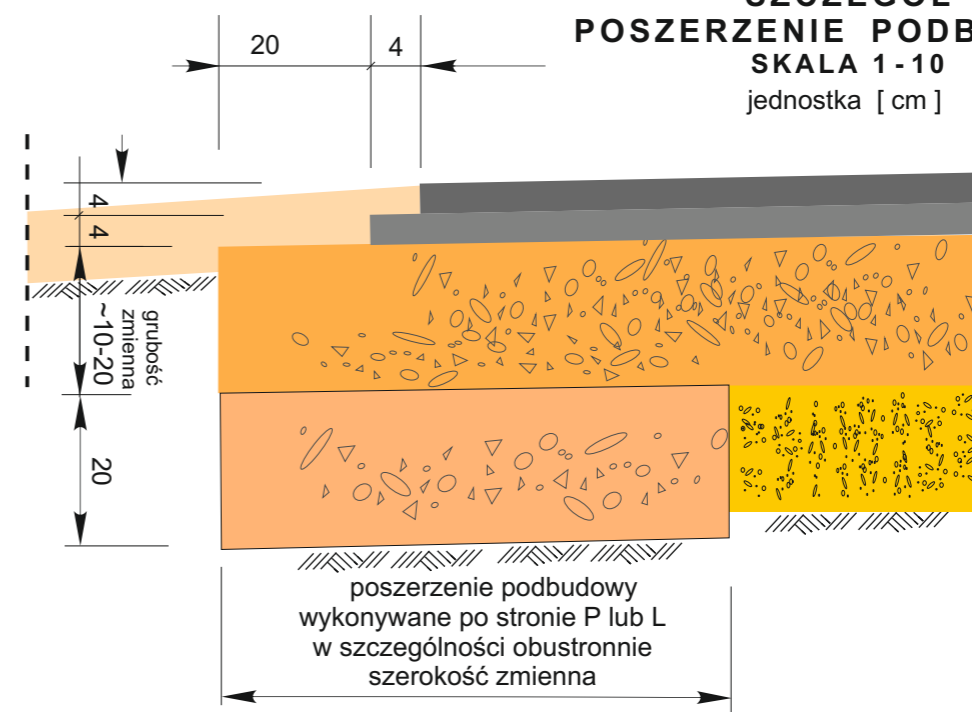 POSZERZENIE PODB
SKALA 1 - 10
jednostka [ cm ]
20
4
4
4
grubość
zmienna
~10-20
20
poszerzenie podbudowy
wykonywane po stronie P lub L
w szczególności obustronnie
szerokość zmienna